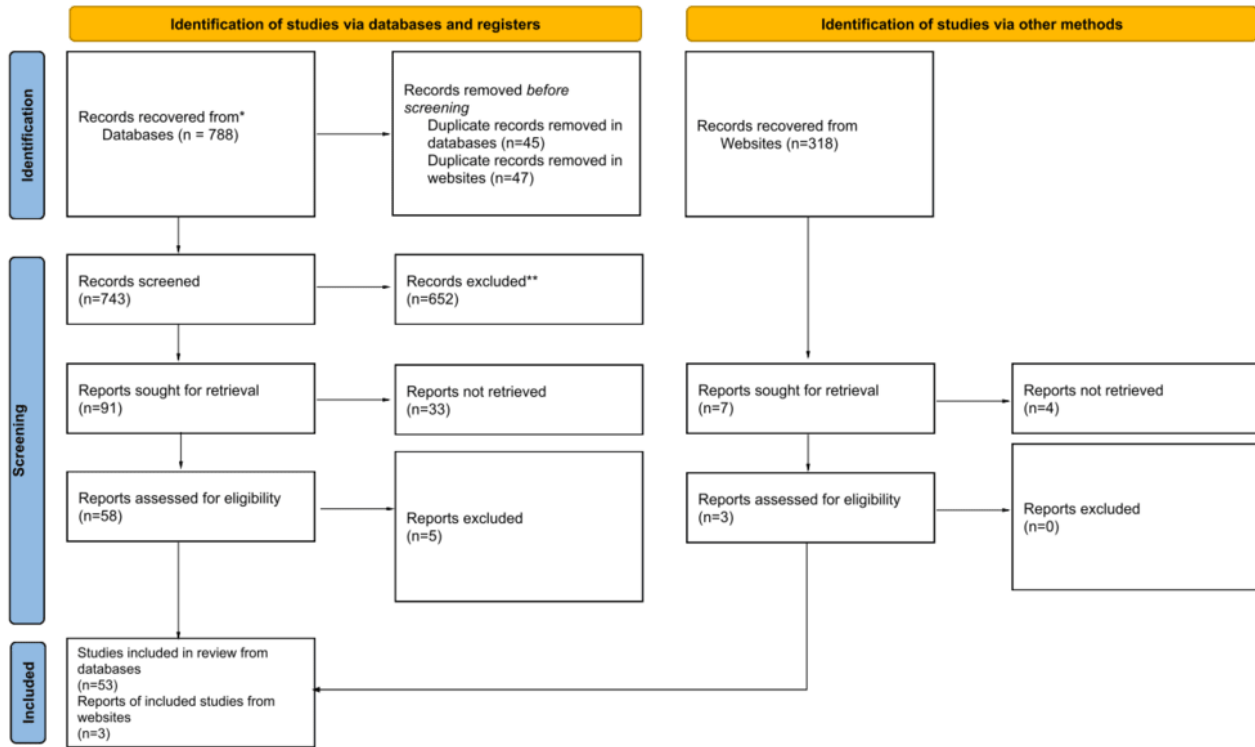 Identification of studies via databases and registers
Identification of studies via other methods
Identification
Records recovered from*
Databases (n = 788)
Records removed before
screening
Duplicate records removed in
databases (n=45)
Duplicate records removed in
websites (n=47)
Records recovered from
Websites (n=318)
Screening
Records screened
(n=743)
Records excluded**
(n=652)
Reports sought for retrieval
(n=91)
Reports not retrieved
(n=33)
Reports sought for retrieval
(n=7)
Reports not retrieved
(n=4)
Reports assessed for eligibility
(n=58)
Reports excluded
(n=5)
Reports assessed for eligibility
(n=3)
Reports excluded
(n=0)
Included
Studies included in review from
databases
(n=53)
Reports of included studies from
websites
(n=3)